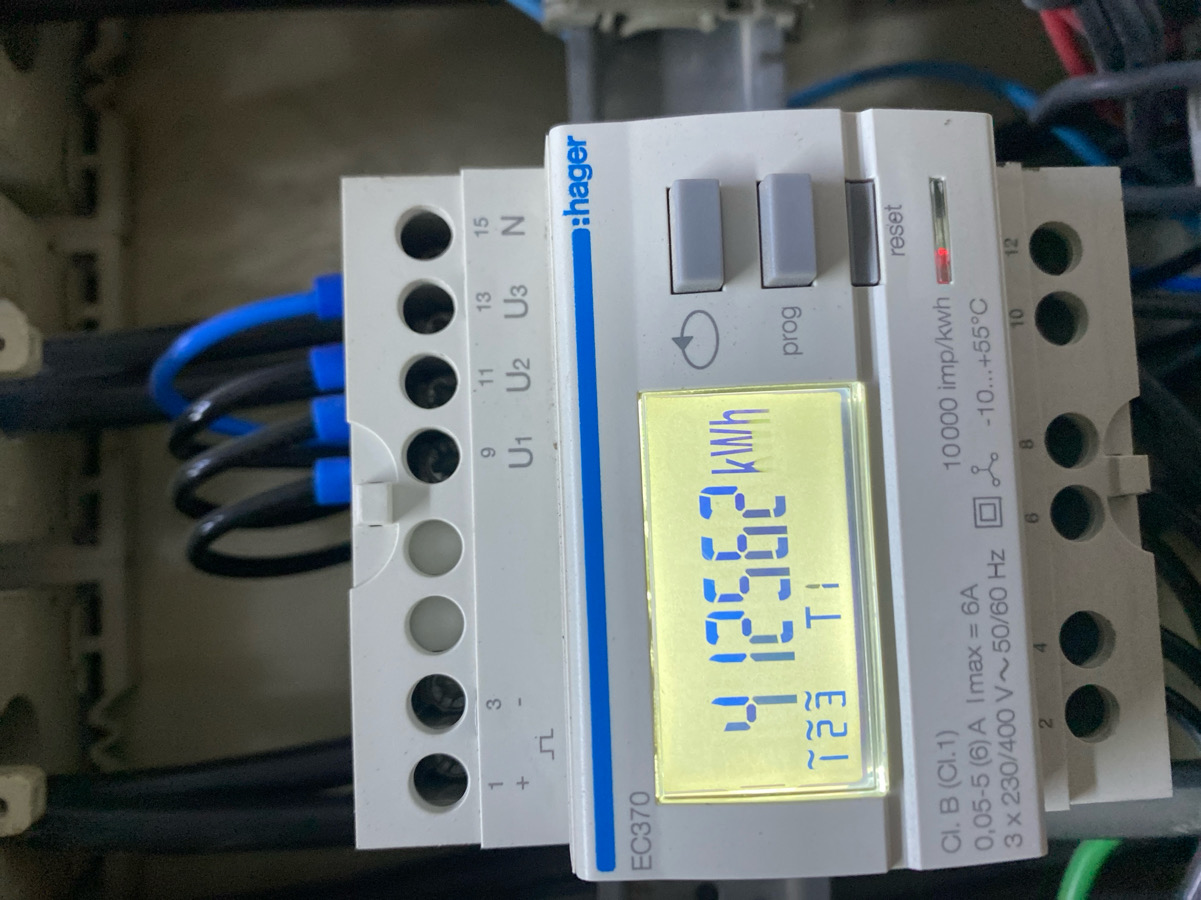 1 3 9 11 13 15
+ - U1 U2 U3 N
:hager
EC370
412562 kWh
1 2 3 T1
prog
reset
Cl. B (Cl.1)
0,05-5 (6) A Imax = 6A
3 x 230/400 V~50/60 Hz
10000 imp/kwh
-10...+55°C
2 4 6 8 10 12